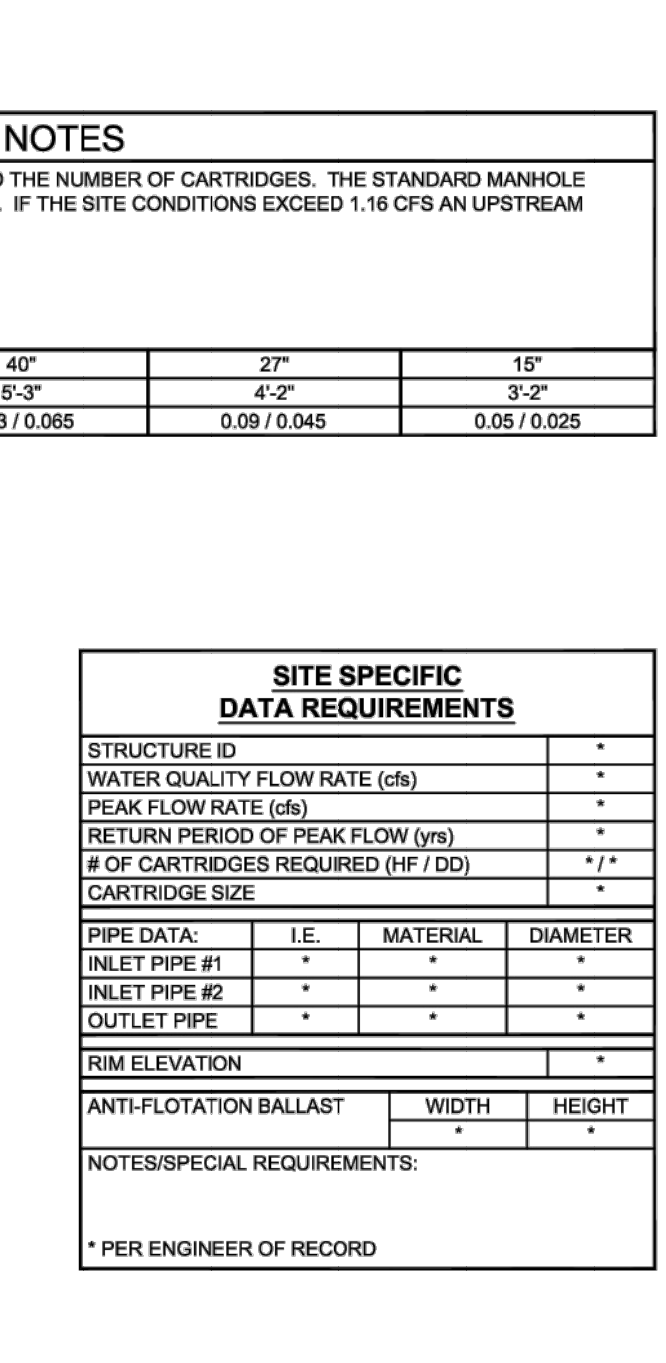 NOTES
THE NUMBER OF CARTRIDGES. THE STANDARD MANHOLE
. IF THE SITE CONDITIONS EXCEED 1.16 CFS AN UPSTREAM
40" 27" 15"
5'-3" 4'-2" 3'-2"
/ 0.065 0.09 / 0.045 0.05 / 0.025
SITE SPECIFIC
DATA REQUIREMENTS
STRUCTURE ID *
WATER QUALITY FLOW RATE (cfs) *
PEAK FLOW RATE (cfs) *
RETURN PERIOD OF PEAK FLOW (yrs) *
# OF CARTRIDGES REQUIRED (HF / DD) * / *
CARTRIDGE SIZE *
PIPE DATA: I.E. MATERIAL DIAMETER
INLET PIPE #1 * * *
INLET PIPE #2 * * *
OUTLET PIPE * * *
RIM ELEVATION *
ANTI-FLOTATION BALLAST WIDTH HEIGHT
* *
NOTES/SPECIAL REQUIREMENTS:
* PER ENGINEER OF RECORD